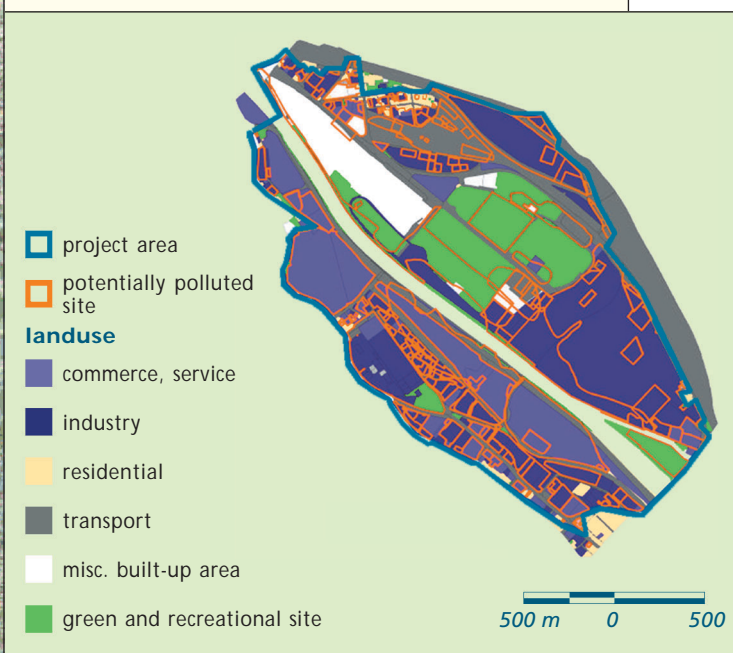 project area
potentially polluted
site
landuse
commerce, service
industry
residential
transport
misc. built-up area
green and recreational site
500 m 0 500